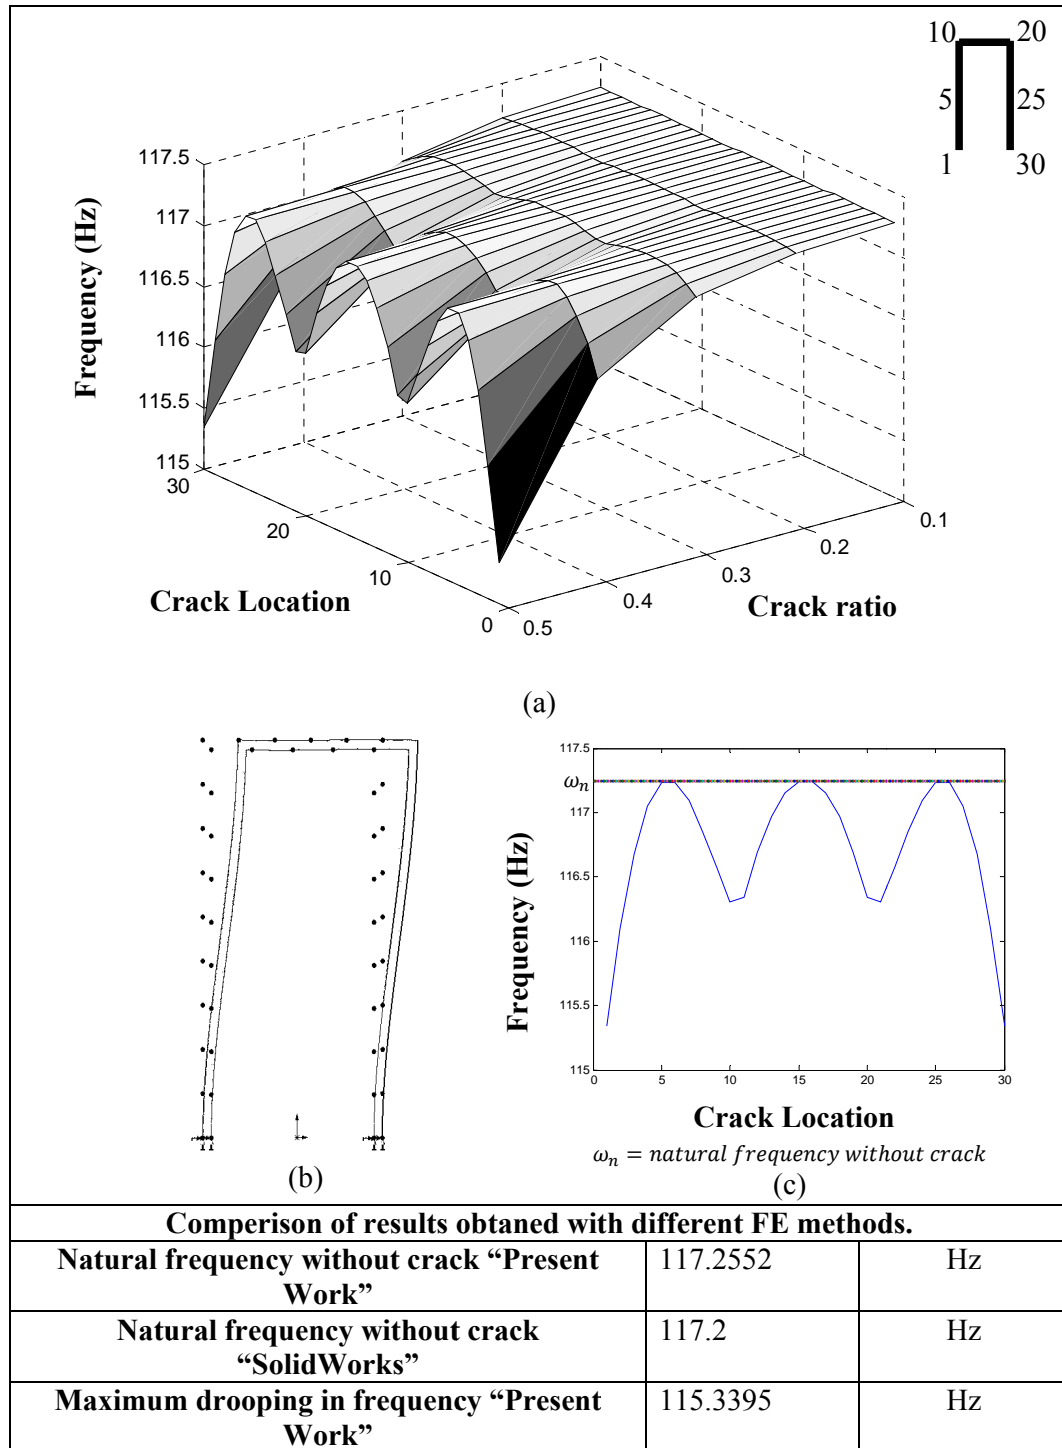 10 20
5 25
1 30
117.5
117
116.5
116
115.5
115
Frequency (Hz)
30
20
10
0
Crack Location
0.5
0.4
0.3
0.2
0.1
Crack ratio
(a)
(b)
117.5
ωₙ
117
116.5
116
115.5
115
Frequency (Hz)
0 5 10 15 20 25 30
Crack Location
ωₙ = natural frequency without crack
(c)
Comperison of results obtaned with different FE methods.
Natural frequency without crack “Present 117.2552 Hz
Work”
Natural frequency without crack 117.2 Hz
“SolidWorks”
Maximum drooping in frequency “Present 115.3395 Hz
Work”